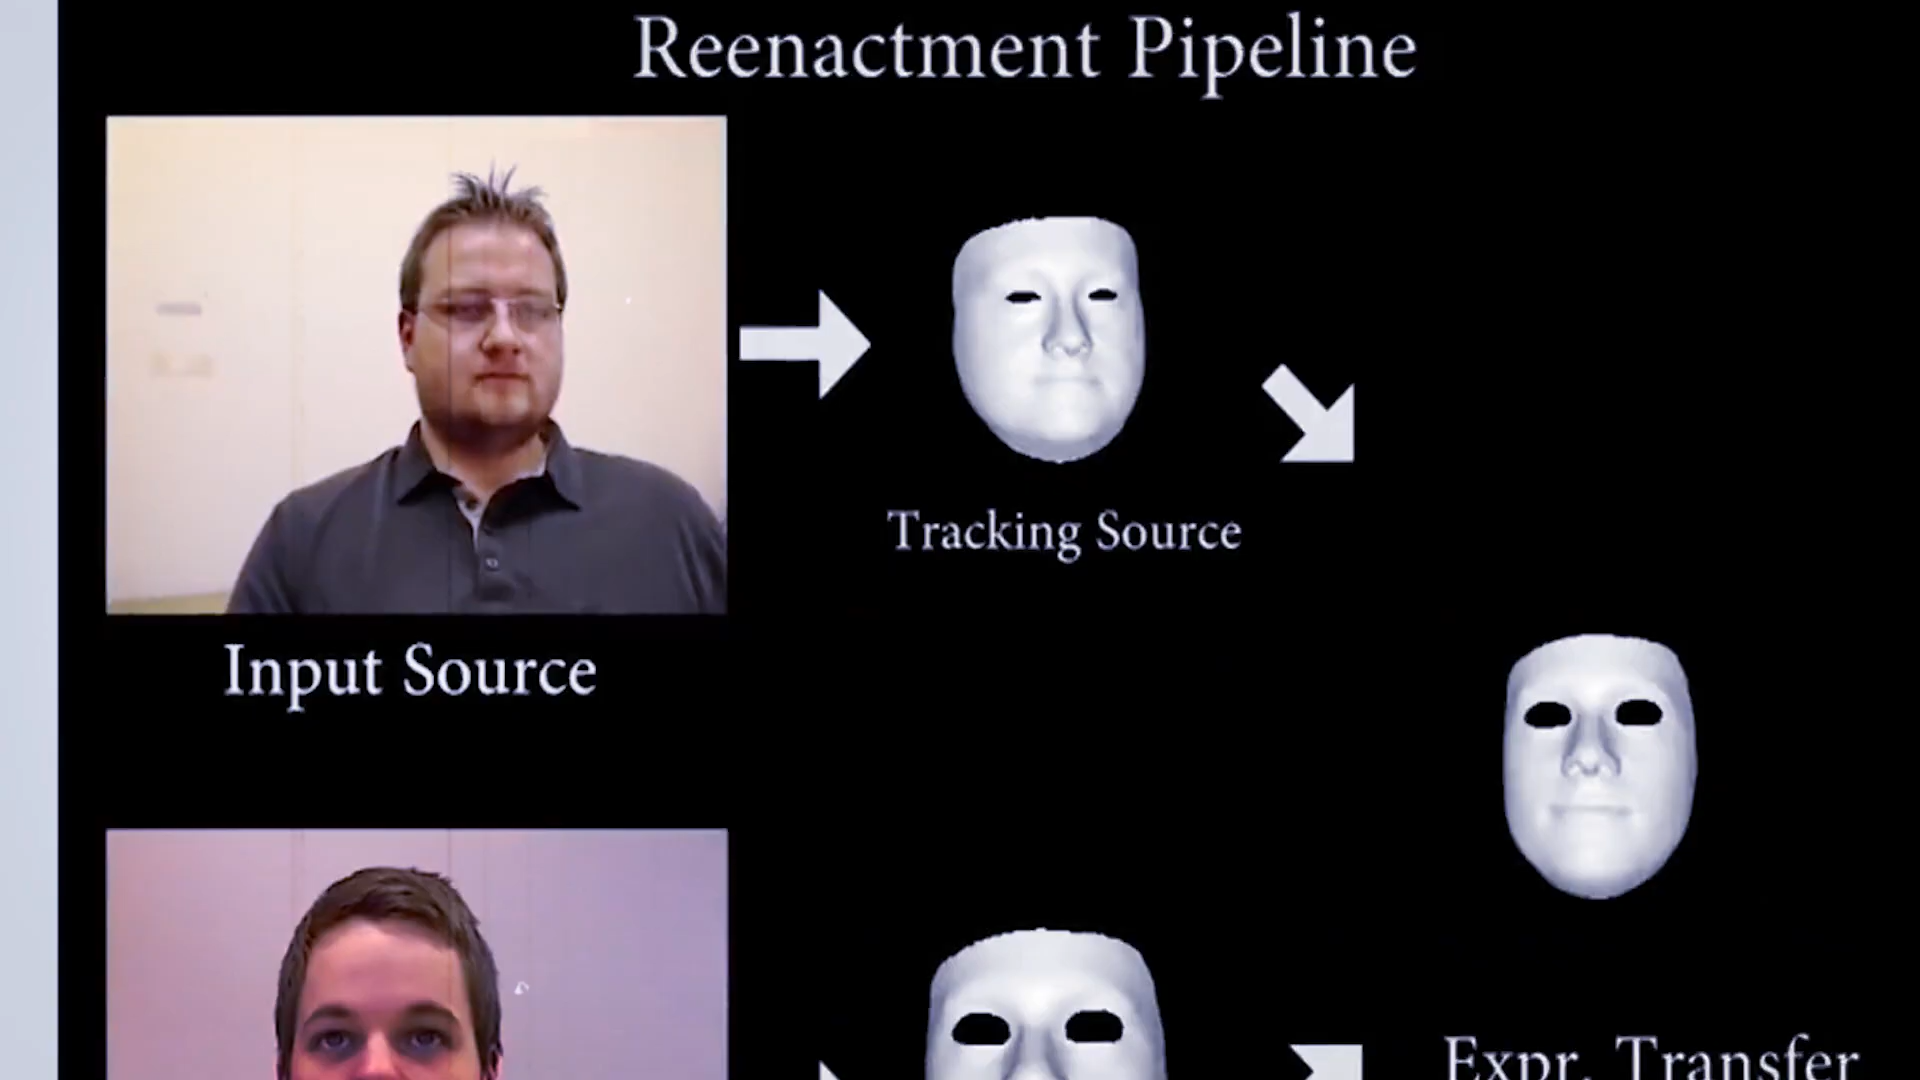 Reenactment Pipeline
Tracking Source
Input Source
Expr. Transfer